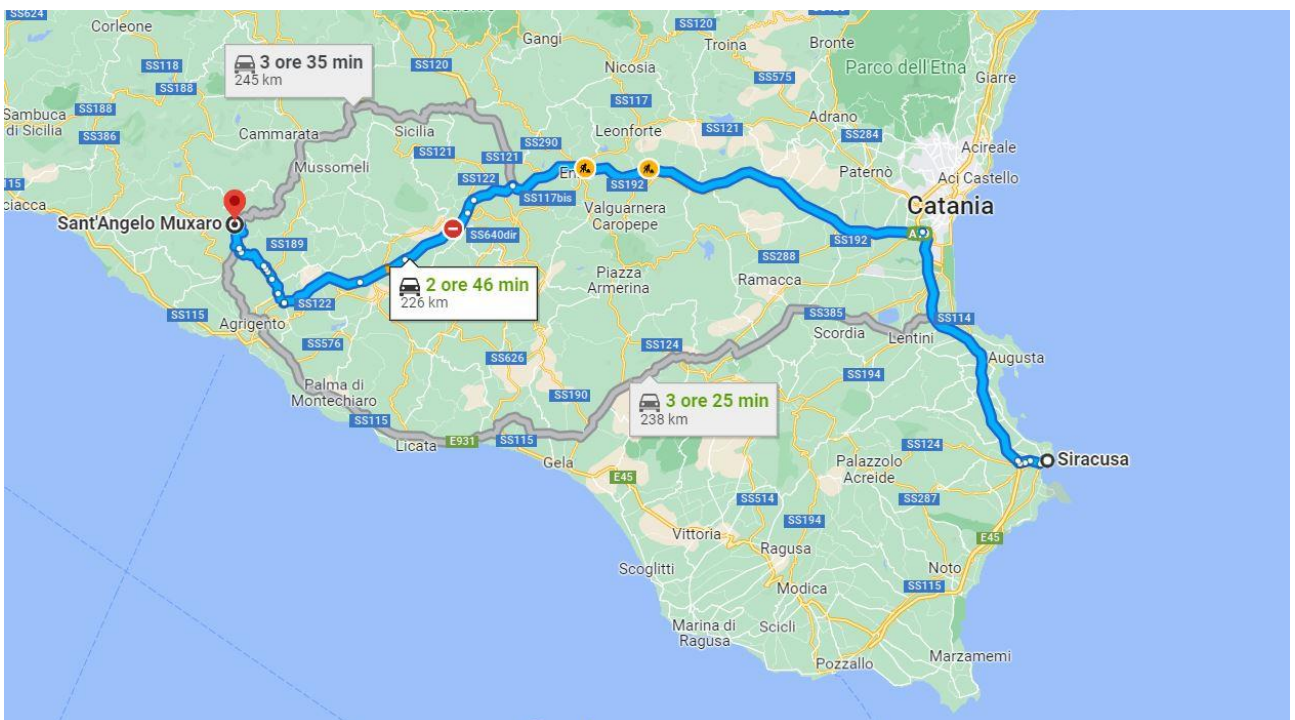 SS624
Corleone
SS120
SS120
Gangi
Troina
Bronte
Parco dell'Etna
Giarre
3 ore 35 min
245 km
SS118
SS188
SS120
Nicosia
SS575
SS117
Sambuca
di Sicilia
SS188
SS386
Cammarata
Sicilia
SS121
SS290
Leonforte
SS121
Adrano
SS284
Acireale
Mussomeli
SS121
SS122
SS192
Paternò
Aci Castello
SS117bis
Valguarnera
Caropepe
Catania
Sant'Angelo Muxaro
SS189
SS640dir
SS192
SS288
Piazza
Armerina
Ramacca
2 ore 46 min
226 km
SS122
SS115
Agrigento
SS576
SS385
SS114
Scordia
Lentini
SS124
SS626
Augusta
Palma di
Montechiaro
SS194
SS190
3 ore 25 min
238 km
SS115
Licata
E931
SS115
SS124
Gela
Palazzolo
Acreide
Siracusa
E45
SS514
SS287
SS194
Vittoria
Ragusa
E45
Scoglitti
Noto
Modica
SS115
Marina di
Ragusa
Scicli
Pozzallo
Marzamemi